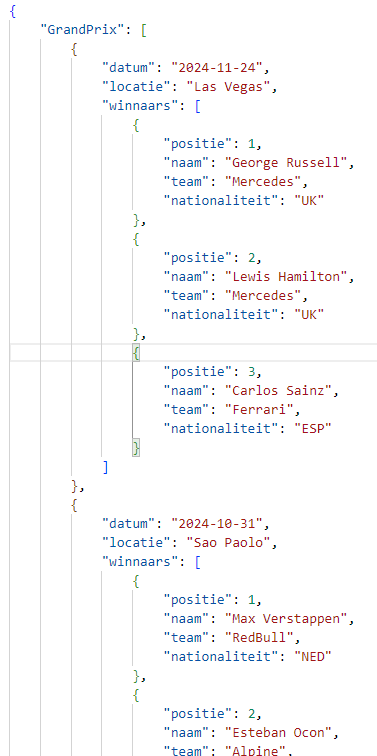 {
"GrandPrix": [
{
"datum": "2024-11-24",
"locatie": "Las Vegas",
"winnaars": [
{
"positie": 1,
"naam": "George Russell",
"team": "Mercedes",
"nationaliteit": "UK"
},
{
"positie": 2,
"naam": "Lewis Hamilton",
"team": "Mercedes",
"nationaliteit": "UK"
},
{
"positie": 3,
"naam": "Carlos Sainz",
"team": "Ferrari",
"nationaliteit": "ESP"
}
]
},
{
"datum": "2024-10-31",
"locatie": "Sao Paolo",
"winnaars": [
{
"positie": 1,
"naam": "Max Verstappen",
"team": "RedBull",
"nationaliteit": "NED"
},
{
"positie": 2,
"naam": "Esteban Ocon",
"team": "Alpine",